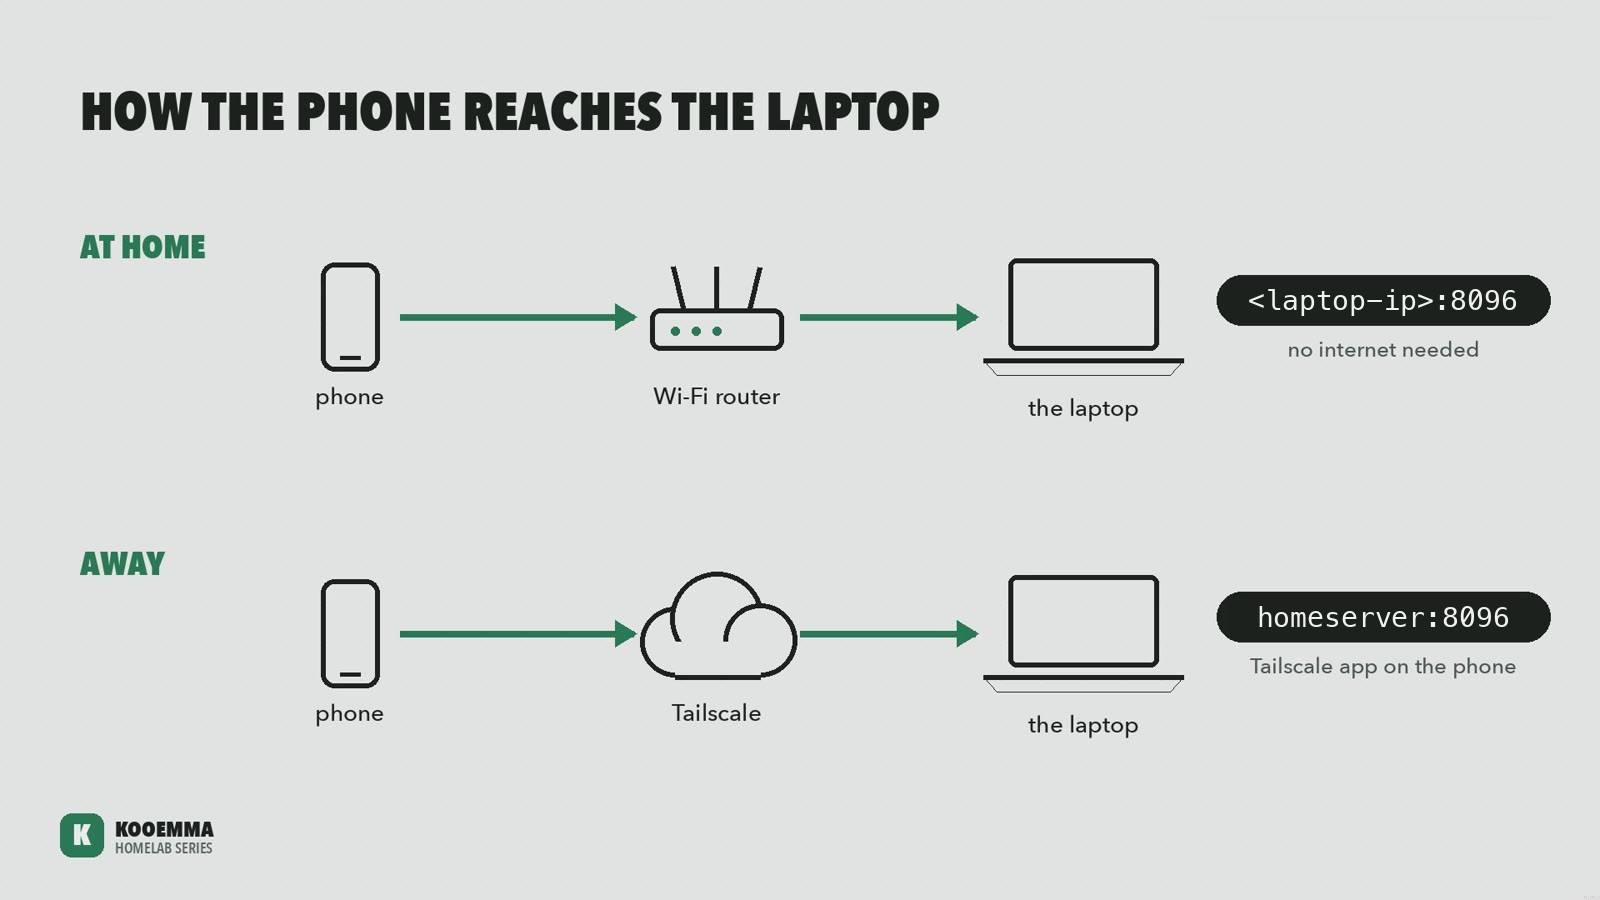 HOW THE PHONE REACHES THE LAPTOP
AT HOME
phone
Wi-Fi router
the laptop
<laptop-ip>:8096
no internet needed
AWAY
phone
Tailscale
the laptop
homeserver:8096
Tailscale app on the phone
K
KOOEMMA
HOMELAB SERIES